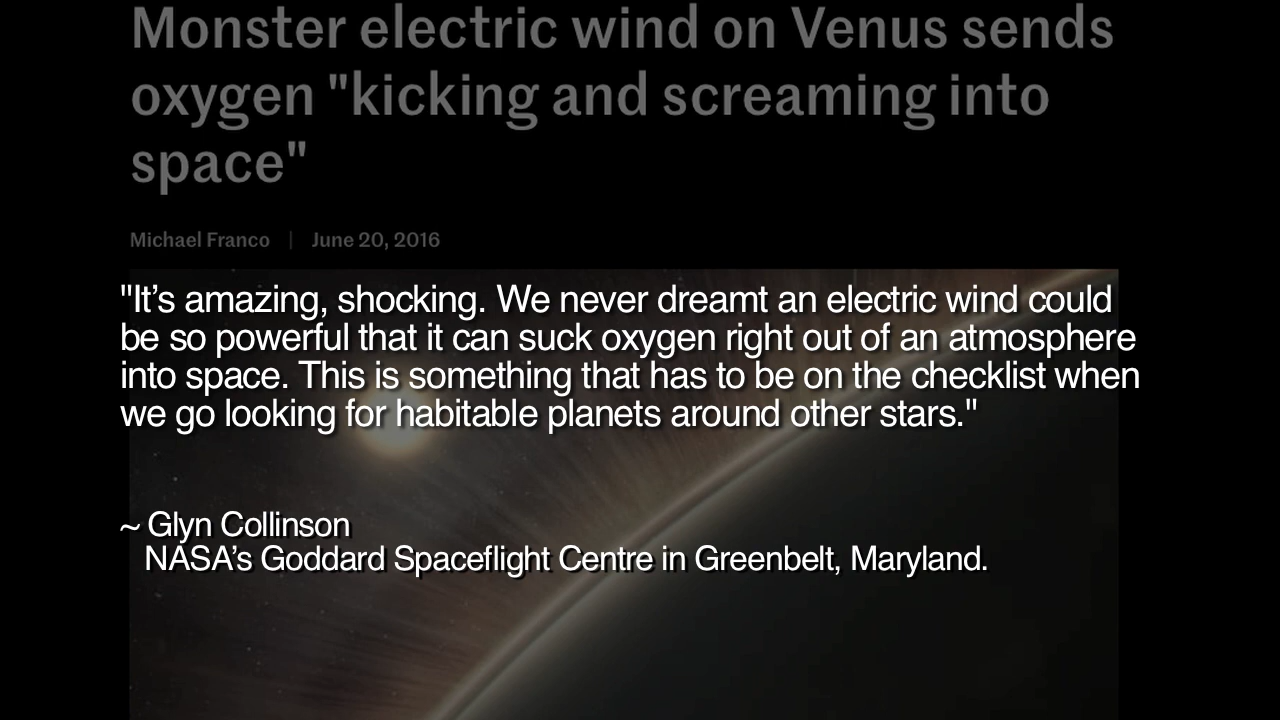 Monster electric wind on Venus sends
oxygen "kicking and screaming into
space"
Michael Franco | June 20, 2016
"It’s amazing, shocking. We never dreamt an electric wind could
be so powerful that it can suck oxygen right out of an atmosphere
into space. This is something that has to be on the checklist when
we go looking for habitable planets around other stars."
~ Glyn Collinson
NASA’s Goddard Spaceflight Centre in Greenbelt, Maryland.